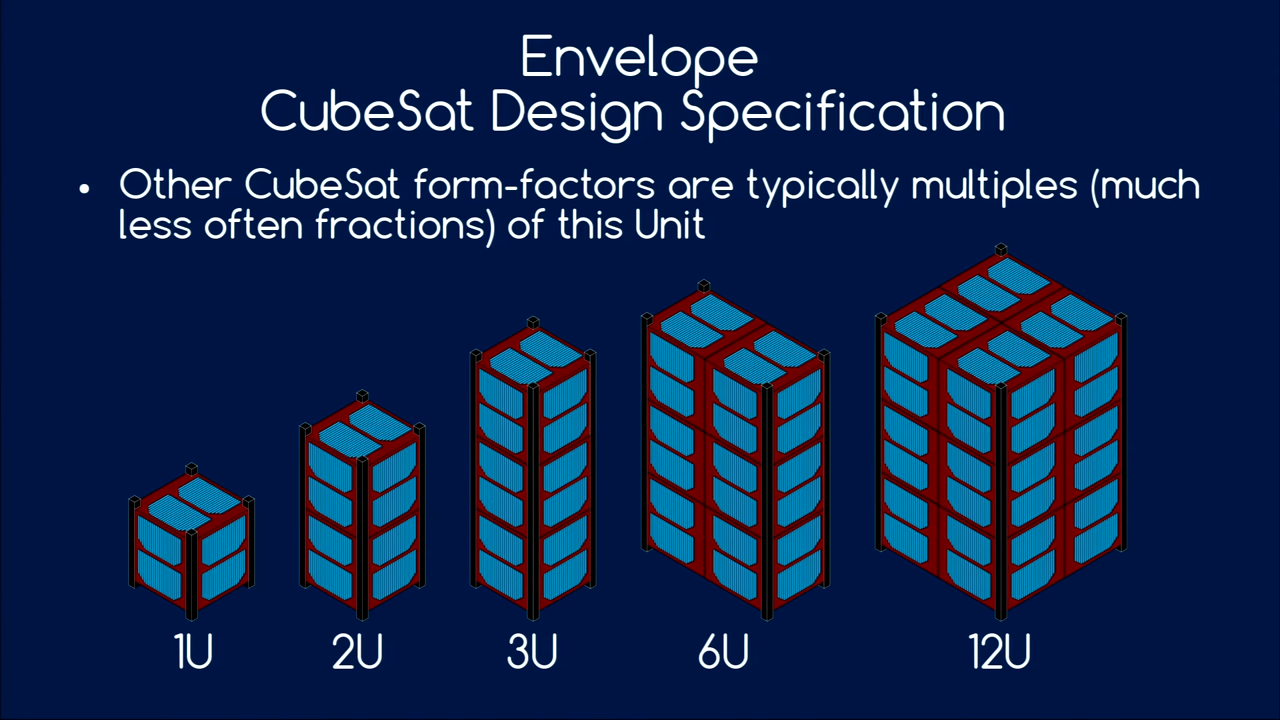 Envelope
CubeSat Design Specification
• Other CubeSat form-factors are typically multiples (much
less often fractions) of this Unit
1U 2U 3U 6U 12U